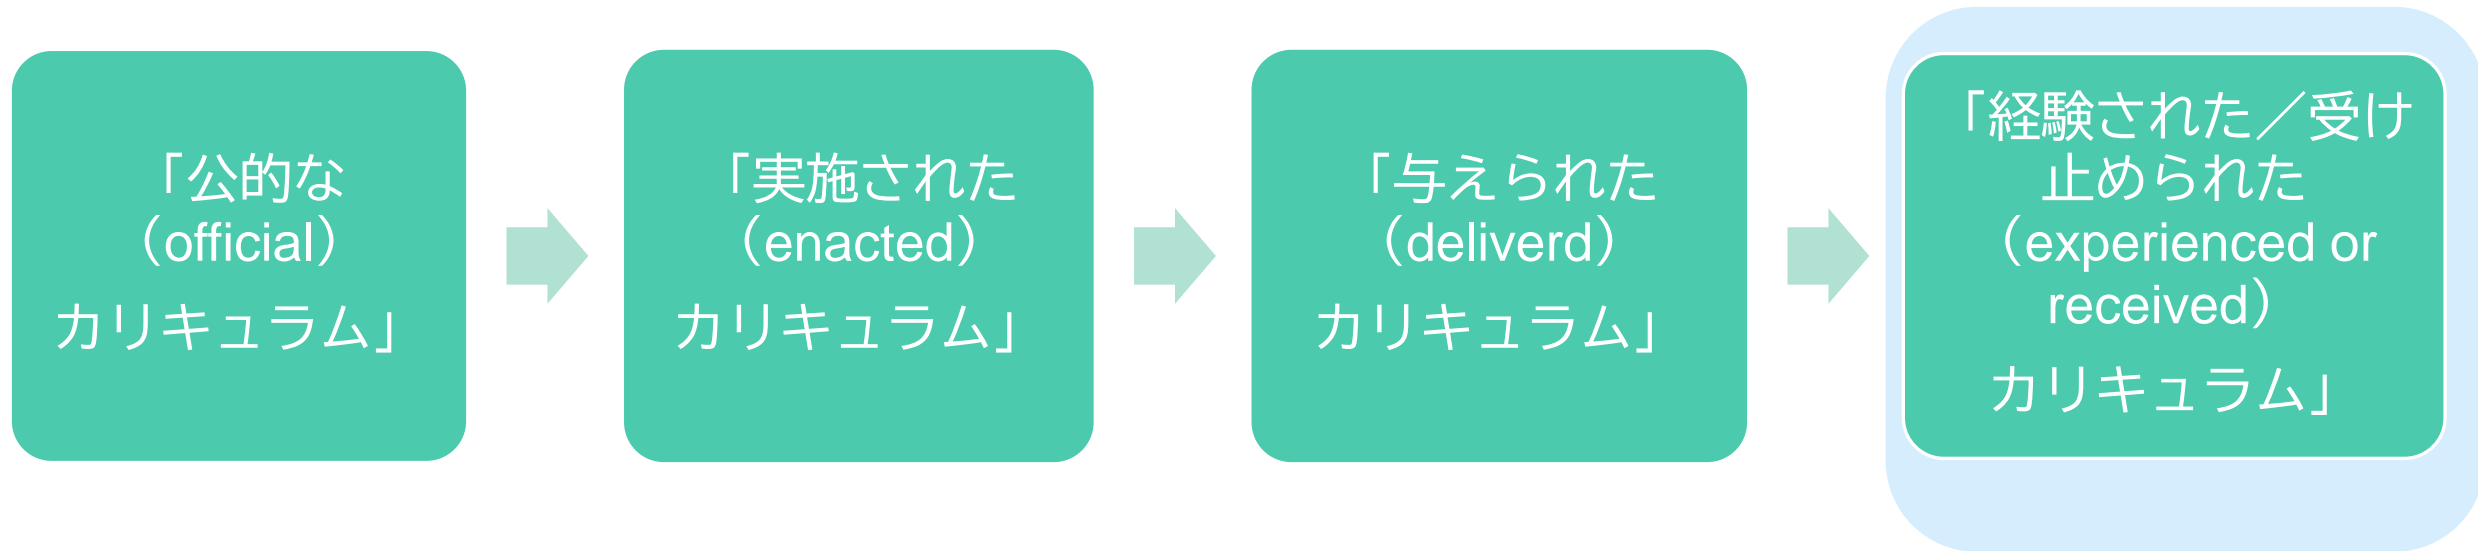 「公的な
（official）
カリキュラム」
「実施された
（enacted）
カリキュラム」
「与えられた
（deliverd）
カリキュラム」
「経験された／受け
止められた
（experienced or
received）
カリキュラム」